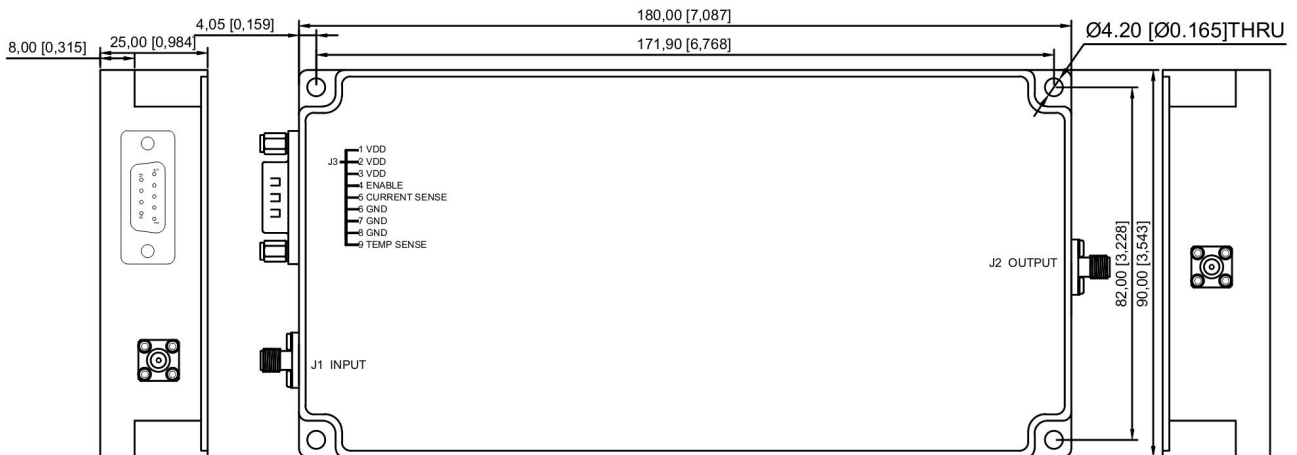 180,00 [7,087]
4,05 [0,159]
171,90 [6,768]
Ø4.20 [Ø0.165]THRU
8,00 [0,315]
25,00 [0,984]
J3
1 VDD
2 VDD
3 VDD
4 ENABLE
5 CURRENT SENSE
6 GND
7 GND
8 GND
9 TEMP SENSE
J2 OUTPUT
82,00 [3,228]
90,00 [3,543]
J1 INPUT